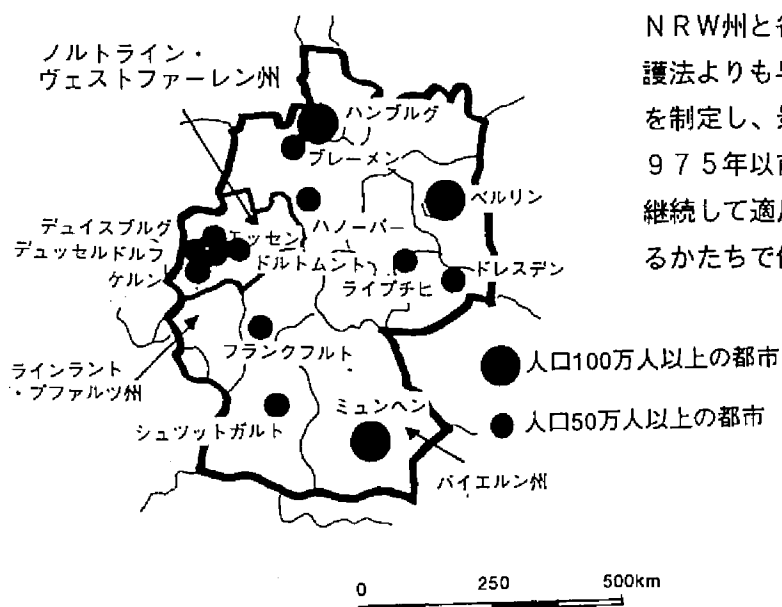 ノルトライン・
ヴェストファーレン州
ハンブルグ
ブレーメン
ベルリン
ハノーバー
デュイスブルグ
エッセン
デュッセルドルフ
ドルトムント
ケルン
ライプチヒ
ドレスデン
フランクフルト
ラインラント
・プファルツ州
シュツットガルト
ミュンヘン
バイエルン州
人口100万人以上の都市
人口50万人以上の都市
0 250 500km
ＮＲＷ州と
護法よりも
を制定し、
９７５年以
継続して適
るかたちで